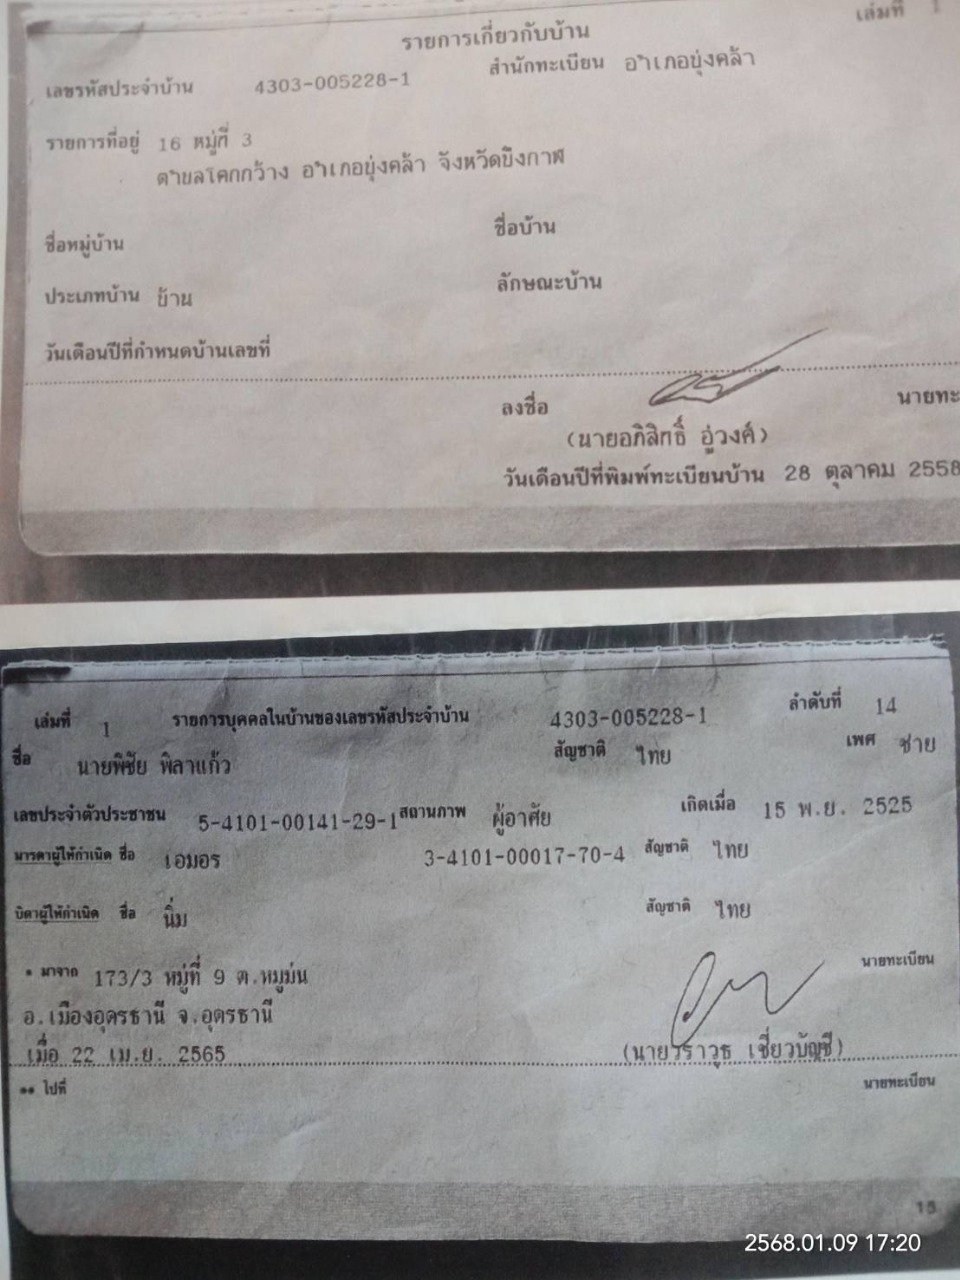 เล่มที่ 1
รายการเกี่ยวกับบ้าน
เลขรหัสประจำบ้าน 4303-005228-1 สำนักทะเบียน อำเภอบุ่งคล้า
รายการที่อยู่ 16 หมู่ที่ 3
ตำบลโคกกว้าง อำเภอบุ่งคล้า จังหวัดบึงกาฬ
ชื่อหมู่บ้าน ชื่อบ้าน
ประเภทบ้าน บ้าน ลักษณะบ้าน
วันเดือนปีที่กำหนดบ้านเลขที่
ลงชื่อ นายทะ
(นายอภิสิทธิ์ อู่วงศ์)
วันเดือนปีที่พิมพ์ทะเบียนบ้าน 28 ตุลาคม 2558
เล่มที่ 1 รายการบุคคลในบ้านของเลขรหัสประจำบ้าน 4303-005228-1 ลำดับที่ 14
ชื่อ นายพิชัย พิลาแก้ว สัญชาติ ไทย เพศ ชาย
เลขประจำตัวประชาชน 5-4101-00141-29-1 สถานภาพ ผู้อาศัย เกิดเมื่อ 15 พ.ย. 2525
มารดาผู้ให้กำเนิด ชื่อ เอมอร 3-4101-00017-70-4 สัญชาติ ไทย
บิดาผู้ให้กำเนิด ชื่อ นิ่ม สัญชาติ ไทย
* มาจาก 173/3 หมู่ที่ 9 ต.หมูม่น นายทะเบียน
อ.เมืองอุดรธานี จ.อุดรธานี
เมื่อ 22 เม.ย. 2565 (นายวราวุธ เชี่ยวบัญชี)
** ไปที่ นายทะเบียน
15
2568.01.09 17:20